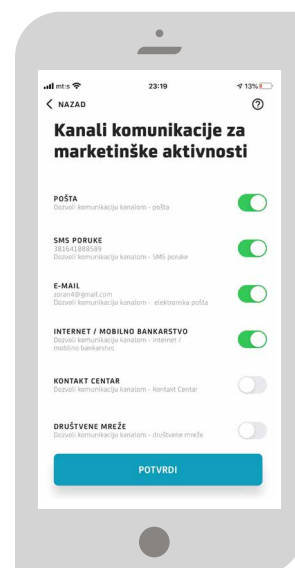 mt:s
23:19
13%
NAZAD
Kanali komunikacije za
marketinške aktivnosti
POŠTA
Dozvoli komunikaciju kanalom - pošta
SMS PORUKE
381641888589
Dozvoli komunikaciju kanalom - SMS poruke
E-MAIL
zoran4@gmail.com
Dozvoli komunikaciju kanalom - elektronska pošta
INTERNET / MOBILNO BANKARSTVO
Dozvoli komunikaciju kanalom - internet /
mobilno bankarstvo
KONTAKT CENTAR
Dozvoli komunikaciju kanalom - Kontakt Centar
DRUŠTVENE MREŽE
Dozvoli komunikaciju kanalom - društvene mreže
POTVRDI